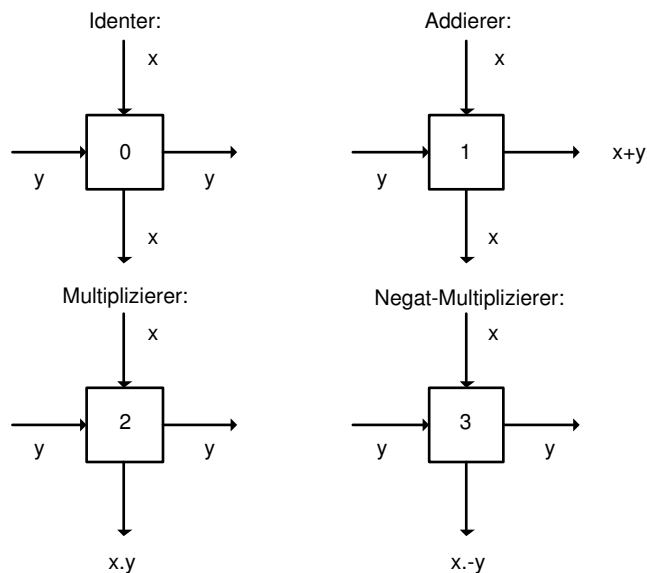 Identer:
Addierer:
x
x
0
1
y
y
y
x+y
x
x
Multiplizierer:
Negat-Multiplizierer:
x
x
2
3
y
y
y
y
x.y
x.-y